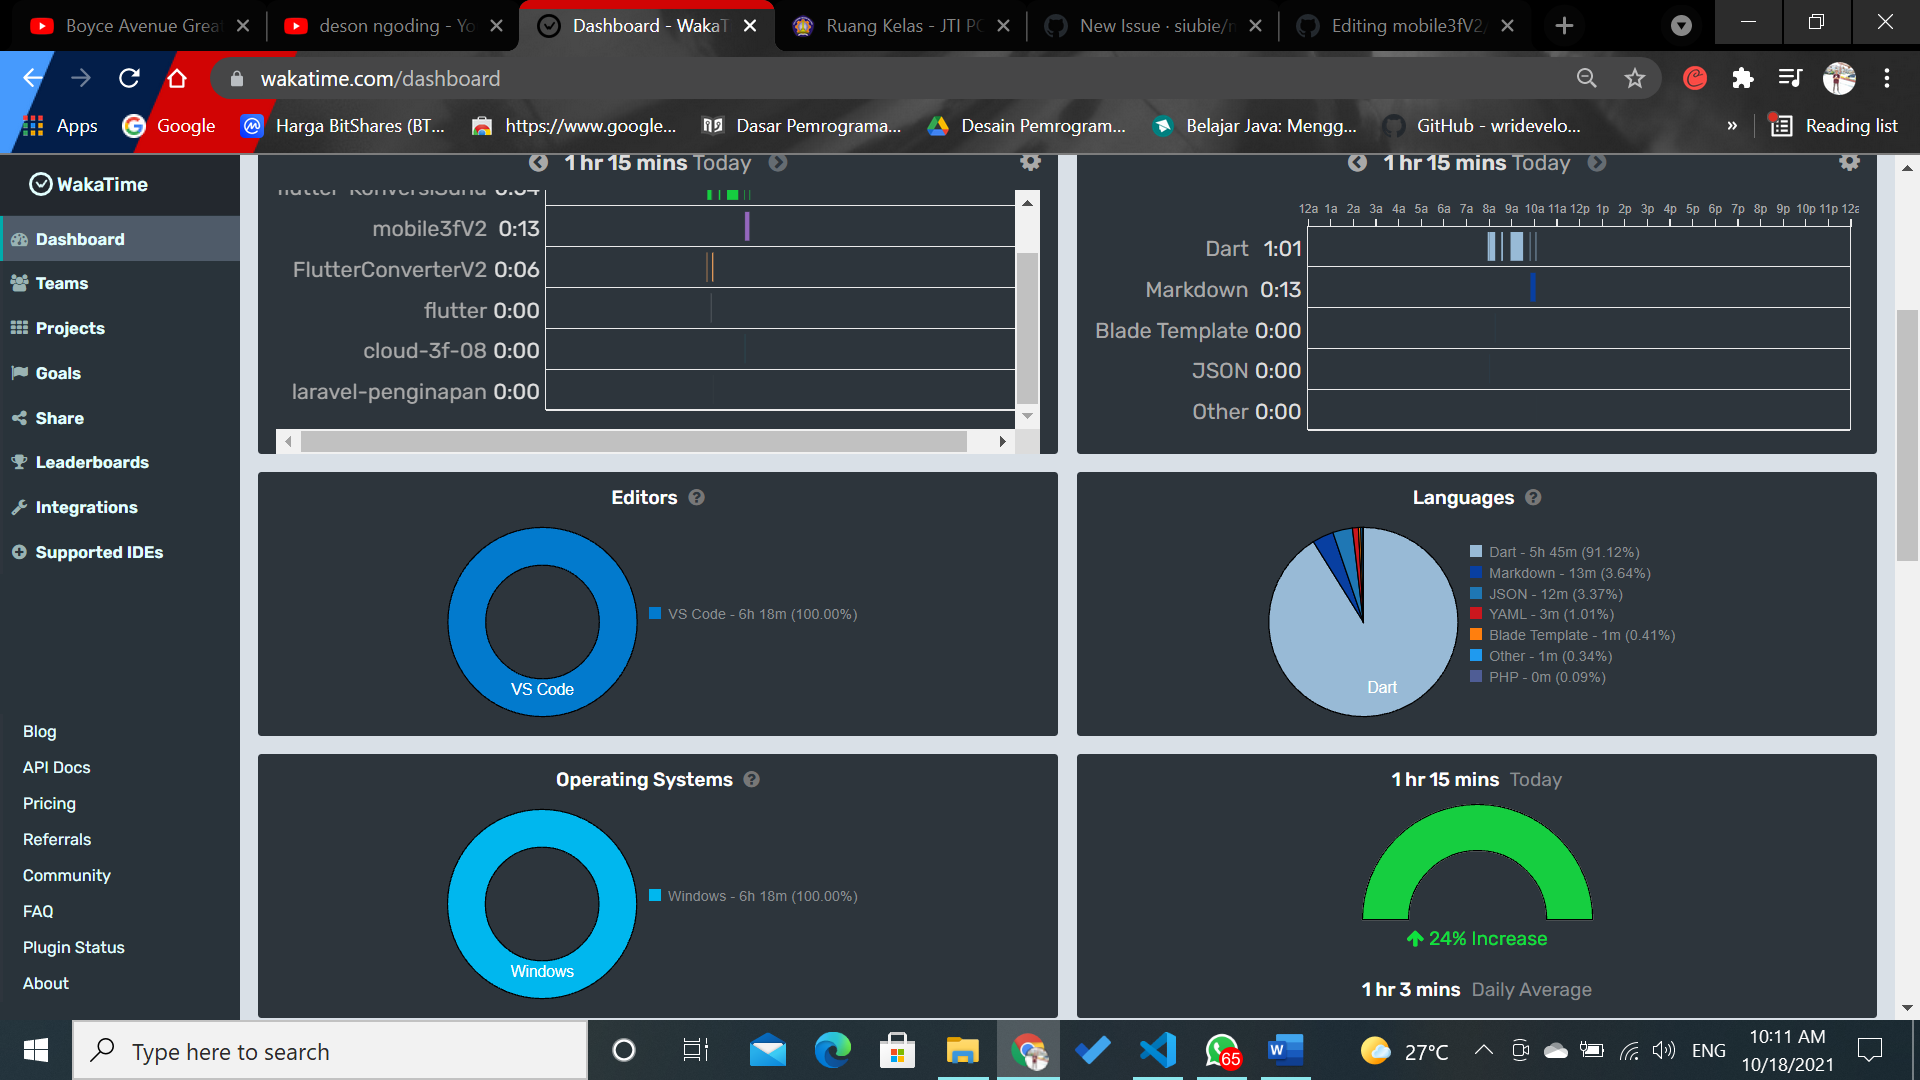 Boyce Avenue Grea
deson ngoding - Yo
Dashboard - WakaT
Ruang Kelas - JTI PO
New Issue · siubie/m
Editing mobile3fV2/
wakatime.com/dashboard
Apps
Google
Harga BitShares (BT...
https://www.google...
Dasar Pemrograma...
Desain Pemrogram...
Belajar Java: Mengg...
GitHub - wridevelo...
»
Reading list
WakaTime
Dashboard
Teams
Projects
Goals
Share
Leaderboards
Integrations
Supported IDEs
Blog
API Docs
Pricing
Referrals
Community
FAQ
Plugin Status
About
1 hr 15 mins Today
mobile3fV2 0:13
FlutterConverterV2 0:06
flutter 0:00
cloud-3f-08 0:00
laravel-penginapan 0:00
1 hr 15 mins Today
12a 1a 2a 3a 4a 5a 6a 7a 8a 9a 10a 11a 12p 1p 2p 3p 4p 5p 6p 7p 8p 9p 10p 11p 12a
Dart 1:01
Markdown 0:13
Blade Template 0:00
JSON 0:00
Other 0:00
Editors
VS Code
VS Code - 6h 18m (100.00%)
Languages
Dart
Dart - 5h 45m (91.12%)
Markdown - 13m (3.64%)
JSON - 12m (3.37%)
YAML - 3m (1.01%)
Blade Template - 1m (0.41%)
Other - 1m (0.34%)
PHP - 0m (0.09%)
Operating Systems
Windows
Windows - 6h 18m (100.00%)
1 hr 15 mins Today
24% Increase
1 hr 3 mins Daily Average
Type here to search
65
27°C
ENG
10:11 AM
10/18/2021